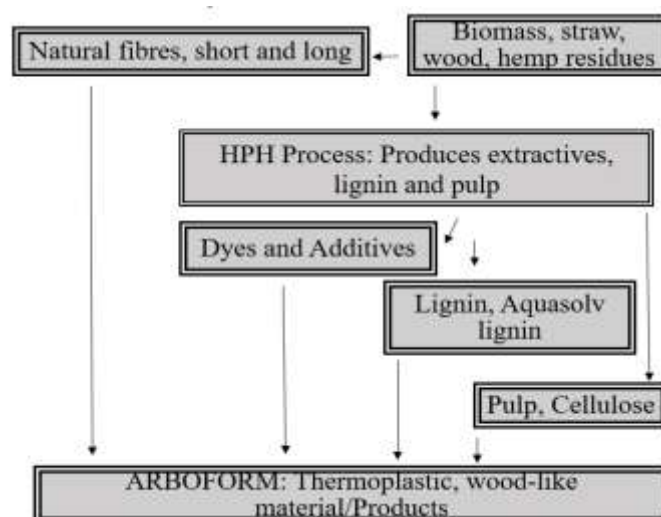 Natural fibres, short and long
Biomass, straw,
wood, hemp residues
HPH Process: Produces extractives,
lignin and pulp
Dyes and Additives
Lignin, Aquasolv
lignin
Pulp, Cellulose
ARBOFORM: Thermoplastic, wood-like
material/Products